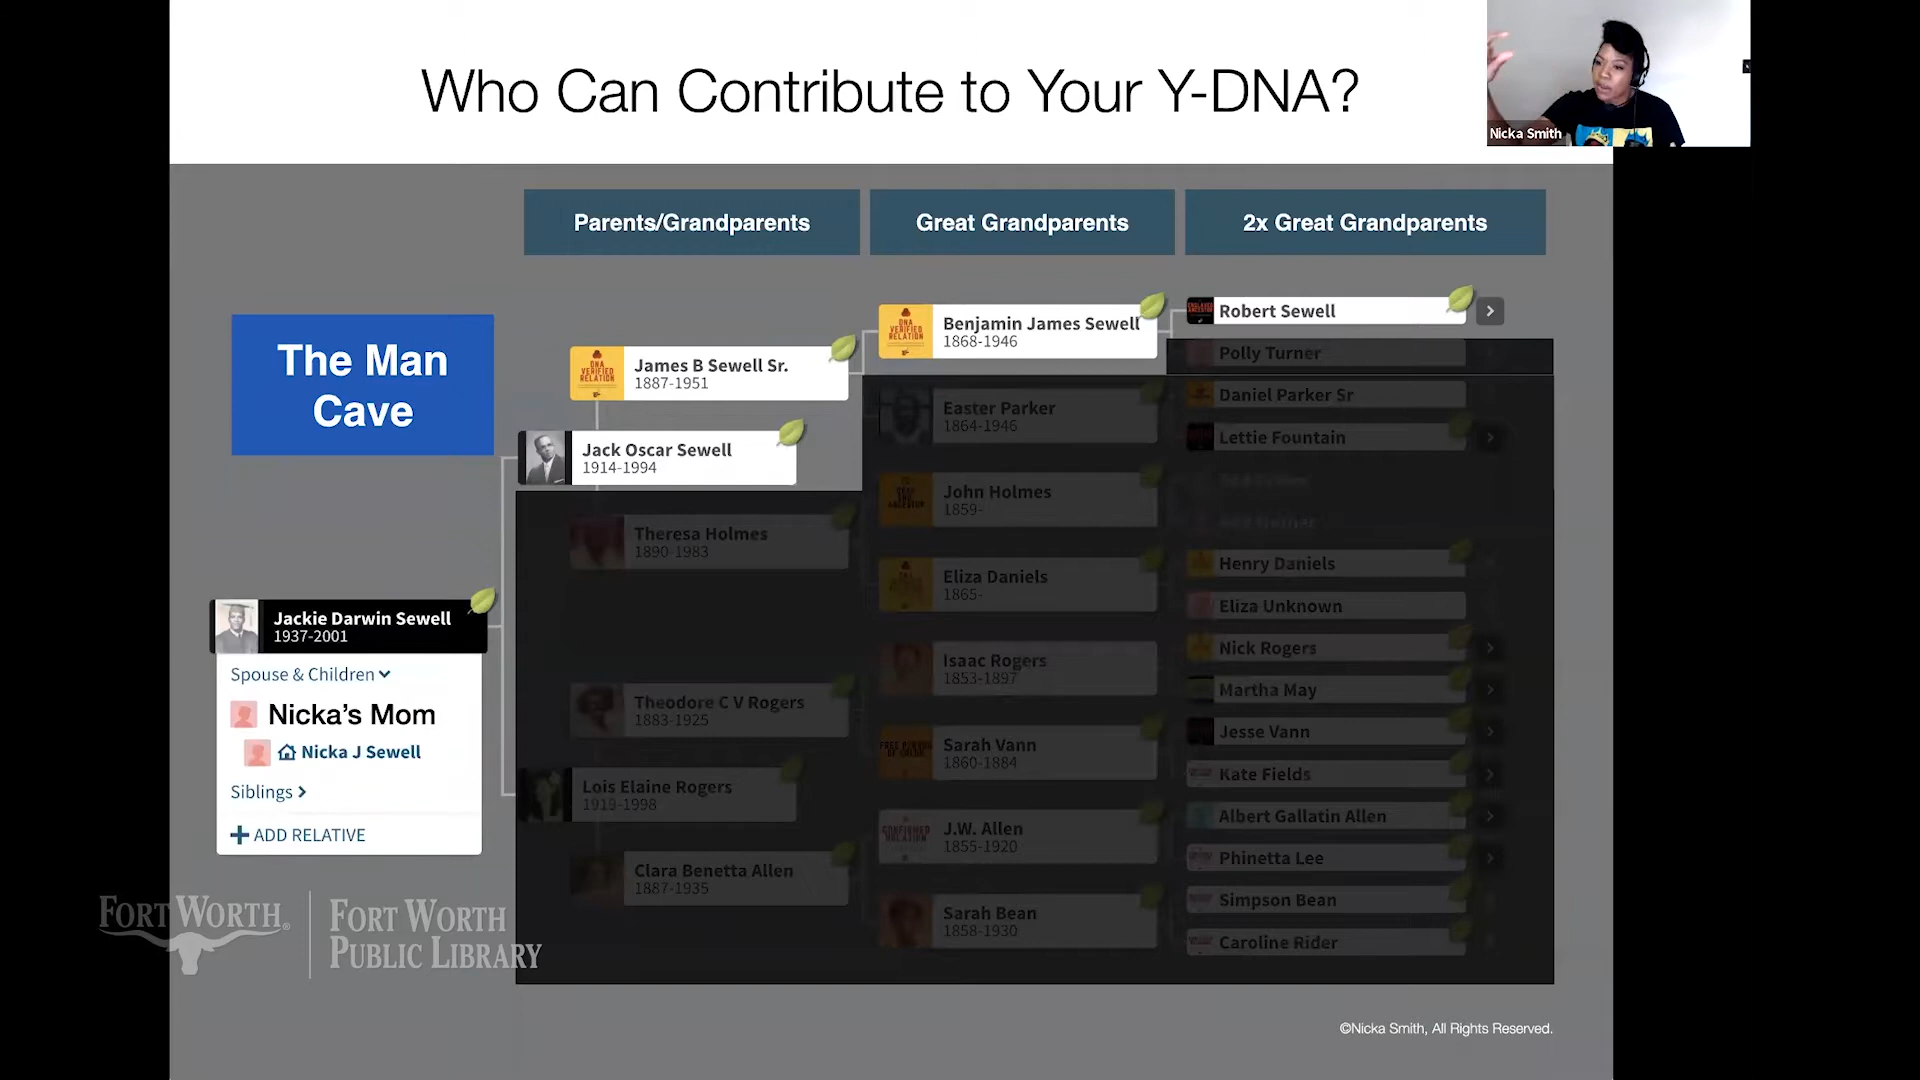 Who Can Contribute to Your Y-DNA?
Nicka Smith
Parents/Grandparents
Great Grandparents
2x Great Grandparents
The Man
Cave
James B Sewell Sr.
1887-1951
Jack Oscar Sewell
1914-1994
Benjamin James Sewell
1868-1946
Robert Sewell
Polly Turner
Easter Parker
1864-1946
Daniel Parker Sr
Lettie Fountain
Theresa Holmes
1890-1983
John Holmes
1859-
Eliza Daniels
1865-
Henry Daniels
Eliza Unknown
Jackie Darwin Sewell
1937-2001
Spouse & Children
Nicka's Mom
Nicka J Sewell
Siblings
ADD RELATIVE
Theodore C V Rogers
1883-1925
Lois Elaine Rogers
1919-1998
Clara Benetta Allen
1887-1935
Isaac Rogers
1853-1897
Sarah Vann
1860-1884
J.W. Allen
1855-1920
Sarah Bean
1858-1930
Nick Rogers
Martha May
Jesse Vann
Kate Fields
Albert Gallatin Allen
Phinetta Lee
Simpson Bean
Caroline Rider
DNA
VERIFIED
RELATION
DNA
VERIFIED
RELATION
FORT WORTH®
FORT WORTH
PUBLIC LIBRARY
©Nicka Smith, All Rights Reserved.